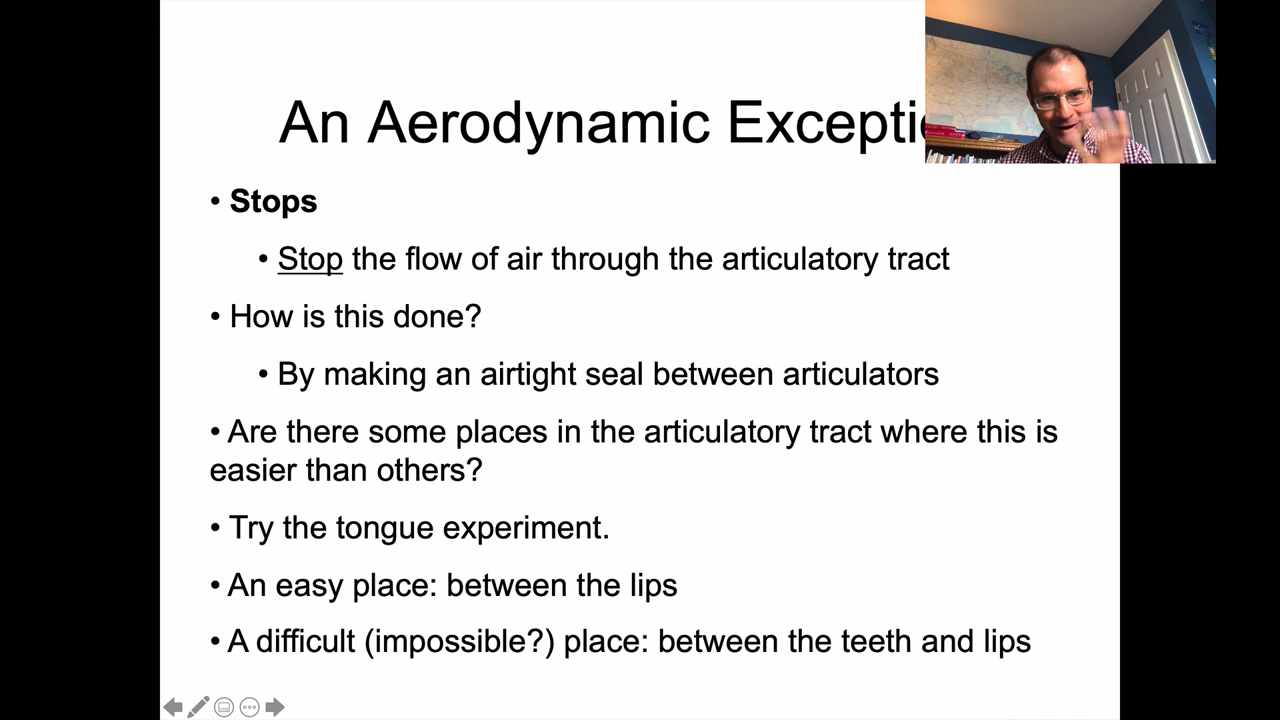 An Aerodynamic
• Stops
• Stop the flow of air through the articulatory tract
• How is this done?
• By making an airtight seal between articulators
• Are there some places in the articulatory tract where this is
easier than others?
• Try the tongue experiment.
• An easy place: between the lips
• A difficult (impossible?) place: between the teeth and lips